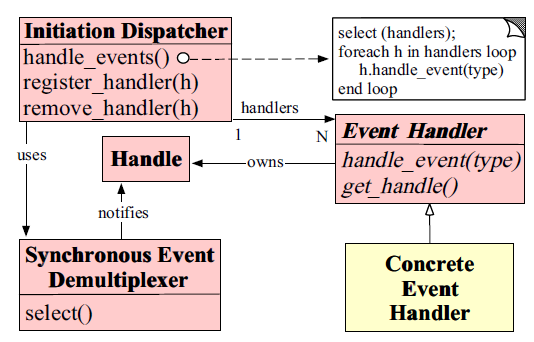 Initiation Dispatcher
handle_events()
register_handler(h)
remove_handler(h)
select (handlers);
foreach h in handlers loop
h.handle_event(type)
end loop
handlers
1
N
uses
Handle
owns
Event Handler
handle_event(type)
get_handle()
notifies
Synchronous Event
Demultiplexer
select()
Concrete
Event
Handler